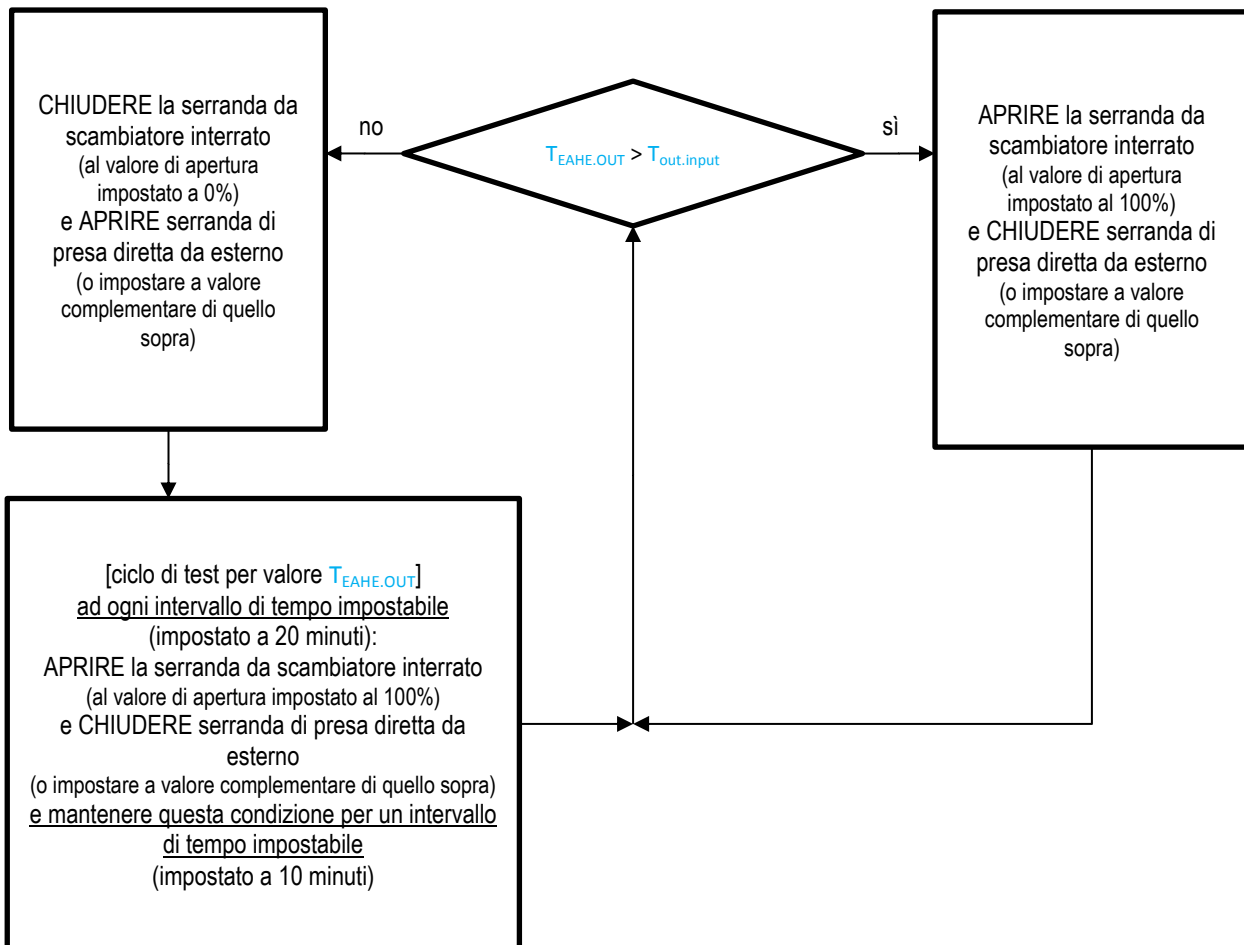 CHIUDERE la serranda da
scambiatore interrato
(al valore di apertura
impostato a 0%)
e APRIRE serranda di
presa diretta da esterno
(o impostare a valore
complementare di quello
sopra)
no
T_EAHE.OUT > T_out.input
sì
APRIRE la serranda da
scambiatore interrato
(al valore di apertura
impostato al 100%)
e CHIUDERE serranda di
presa diretta da esterno
(o impostare a valore
complementare di quello
sopra)
[ciclo di test per valore T_EAHE.OUT]
ad ogni intervallo di tempo impostabile
(impostato a 20 minuti):
APRIRE la serranda da scambiatore interrato
(al valore di apertura impostato al 100%)
e CHIUDERE serranda di presa diretta da
esterno
(o impostare a valore complementare di quello sopra)
e mantenere questa condizione per un intervallo
di tempo impostabile
(impostato a 10 minuti)